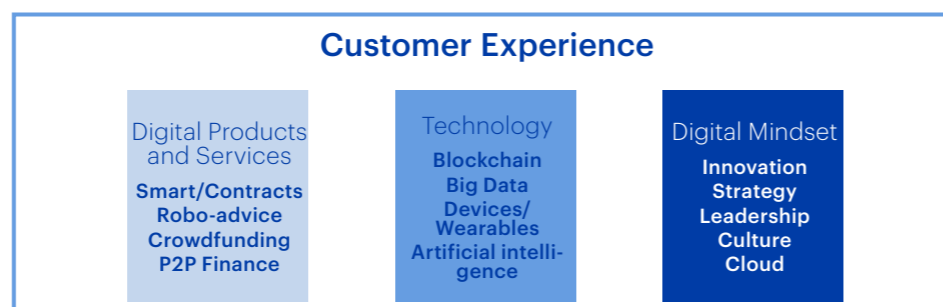 Customer Experience
Digital Products
and Services
Smart/Contracts
Robo-advice
Crowdfunding
P2P Finance
Technology
Blockchain
Big Data
Devices/
Wearables
Artificial intelli-
gence
Digital Mindset
Innovation
Strategy
Leadership
Culture
Cloud